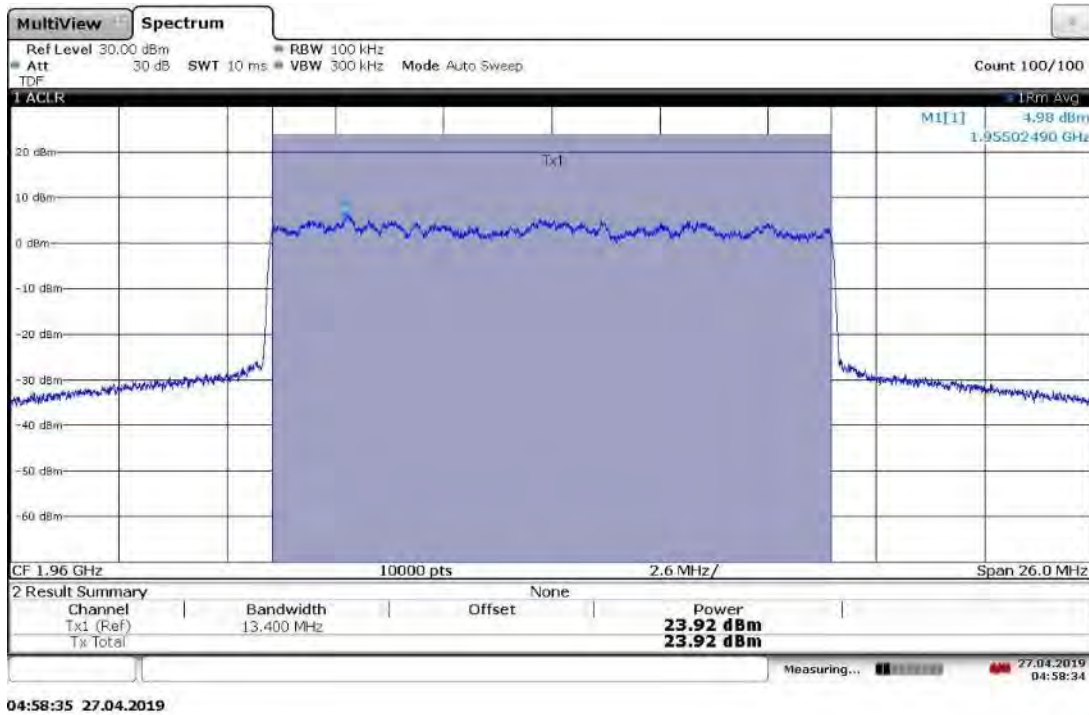 MultiView Spectrum
Ref Level 30.00 dBm RBW 100 kHz
Att 30 dB SWT 10 ms VBW 300 kHz Mode Auto Sweep Count 100/100
TDF
1 ACLR 1Rm Avg
M1[1] 4.98 dBm
1.95502490 GHz
Tx1
20 dBm
10 dBm
0 dBm
-10 dBm
-20 dBm
-30 dBm
-40 dBm
-50 dBm
-60 dBm
CF 1.96 GHz 10000 pts 2.6 MHz/ Span 26.0 MHz
2 Result Summary None
Channel Bandwidth Offset Power
Tx1 (Ref) 13.400 MHz 23.92 dBm
Tx Total 23.92 dBm
Measuring... 27.04.2019
04:58:34
04:58:35 27.04.2019